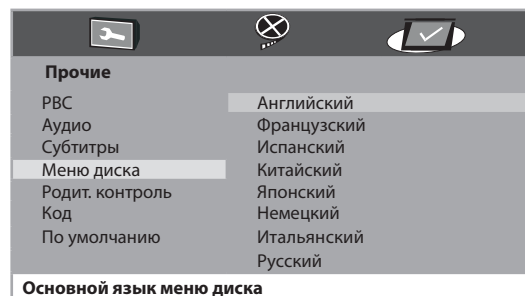 Прочие
PBC Английский
Аудио Французский
Субтитры Испанский
Меню диска Китайский
Родит. контроль Японский
Код Немецкий
По умолчанию Итальянский
Русский
Основной язык меню диска